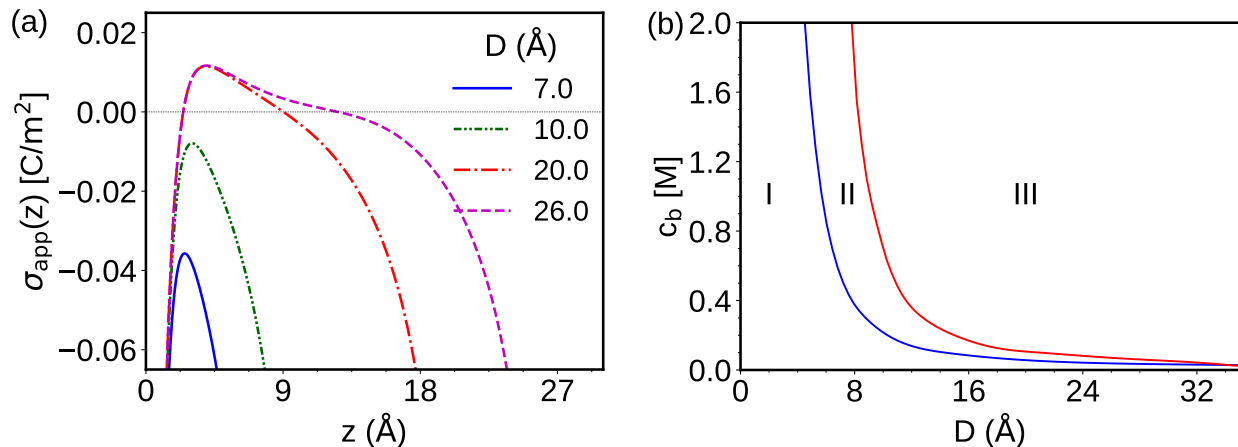 (a)
σapp(z) [C/m²]
0.02
0.00
−0.02
−0.04
−0.06
0
9
18
27
z (Å)
D (Å)
7.0
10.0
20.0
26.0
(b)
cb [M]
2.0
1.6
1.2
0.8
0.4
0.0
0
8
16
24
32
D (Å)
I
II
III